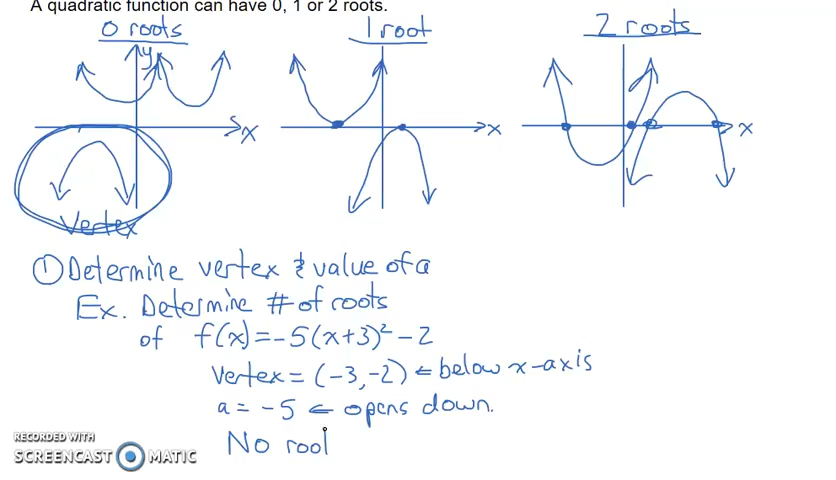 A quadratic function can have 0, 1 or 2 roots.
0 roots
1 root
2 roots
y
x
x
x
Vertex
① Determine vertex & value of a
Ex. Determine # of roots
of f(x) = -5(x+3)² - 2
Vertex = (-3, -2) ← below x-axis
a = -5 ← opens down.
No root
RECORDED WITH
SCREENCAST O MATIC